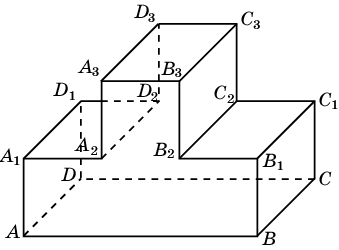 D₃ C₃
A₃ B₃
D₁ D₂ C₂ C₁
A₁ A₂ B₂ B₁
D C
A B